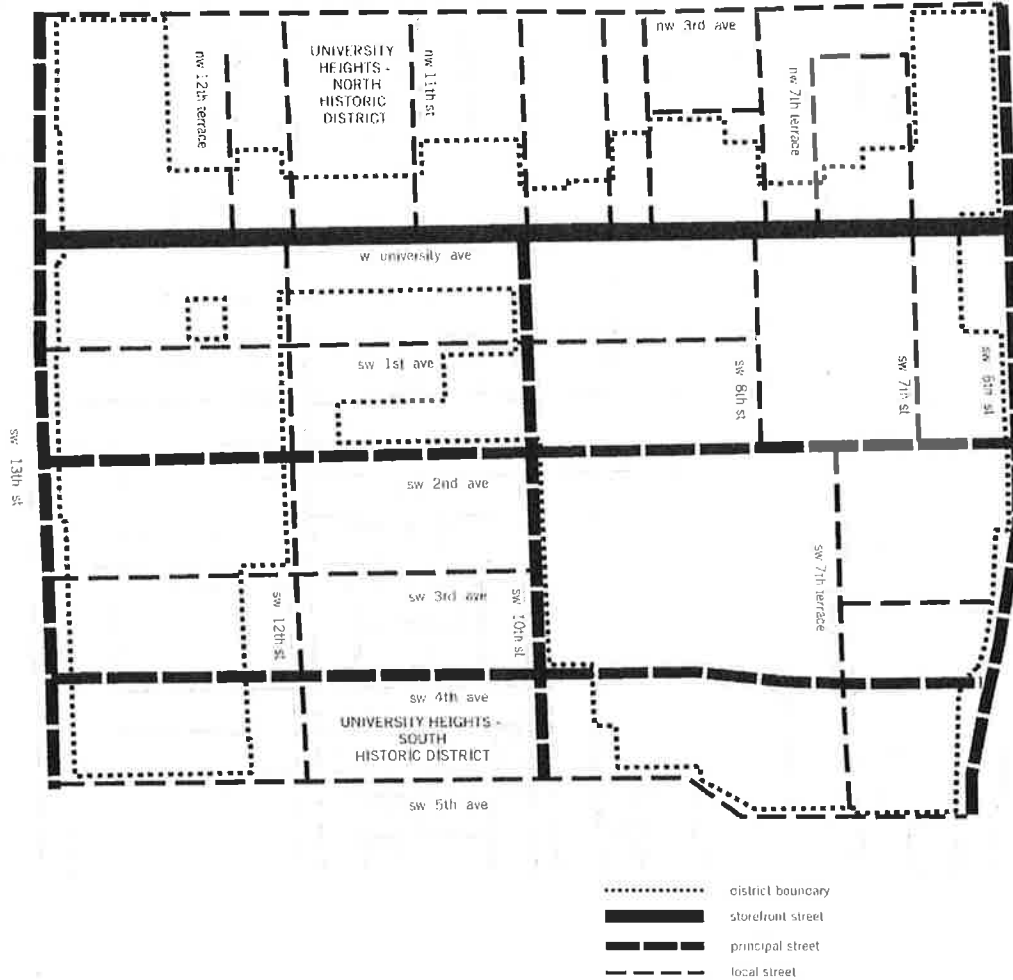 nw 3rd ave
UNIVERSITY
HEIGHTS -
NORTH
HISTORIC
DISTRICT
nw 12th terrace
nw 11th st
nw 7th terrace
w university ave
sw 1st ave
sw 8th st
sw 7th st
sw 6th st
sw 13th st
sw 2nd ave
sw 3rd ave
sw 12th st
sw 10th st
sw 7th terrace
sw 4th ave
UNIVERSITY HEIGHTS -
SOUTH
HISTORIC DISTRICT
sw 5th ave
district boundary
storefront street
principal street
local street